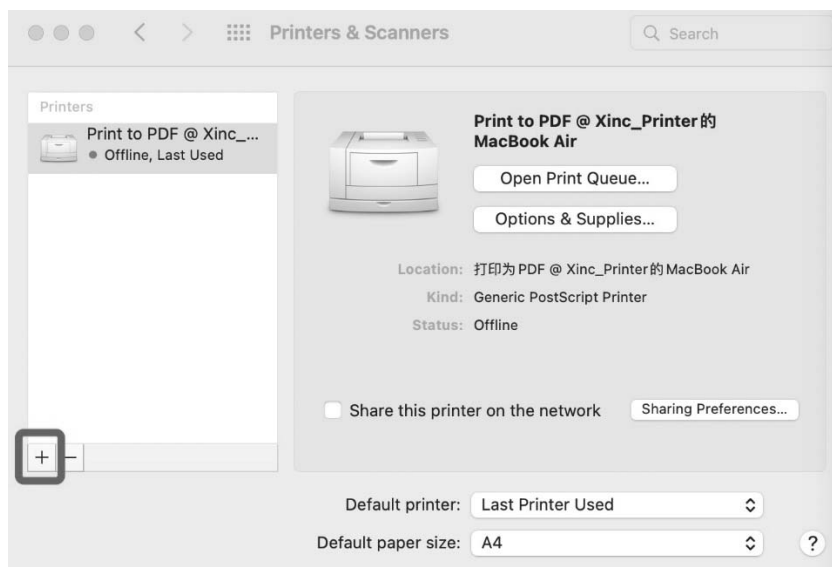 Printers & Scanners
Search
Printers
Print to PDF @ Xinc_...
Offline, Last Used
Print to PDF @ Xinc_Printer的
MacBook Air
Open Print Queue...
Options & Supplies...
Location: 打印为 PDF @ Xinc_Printer的 MacBook Air
Kind: Generic PostScript Printer
Status: Offline
Share this printer on the network
Sharing Preferences...
+ −
Default printer: Last Printer Used
Default paper size: A4
?